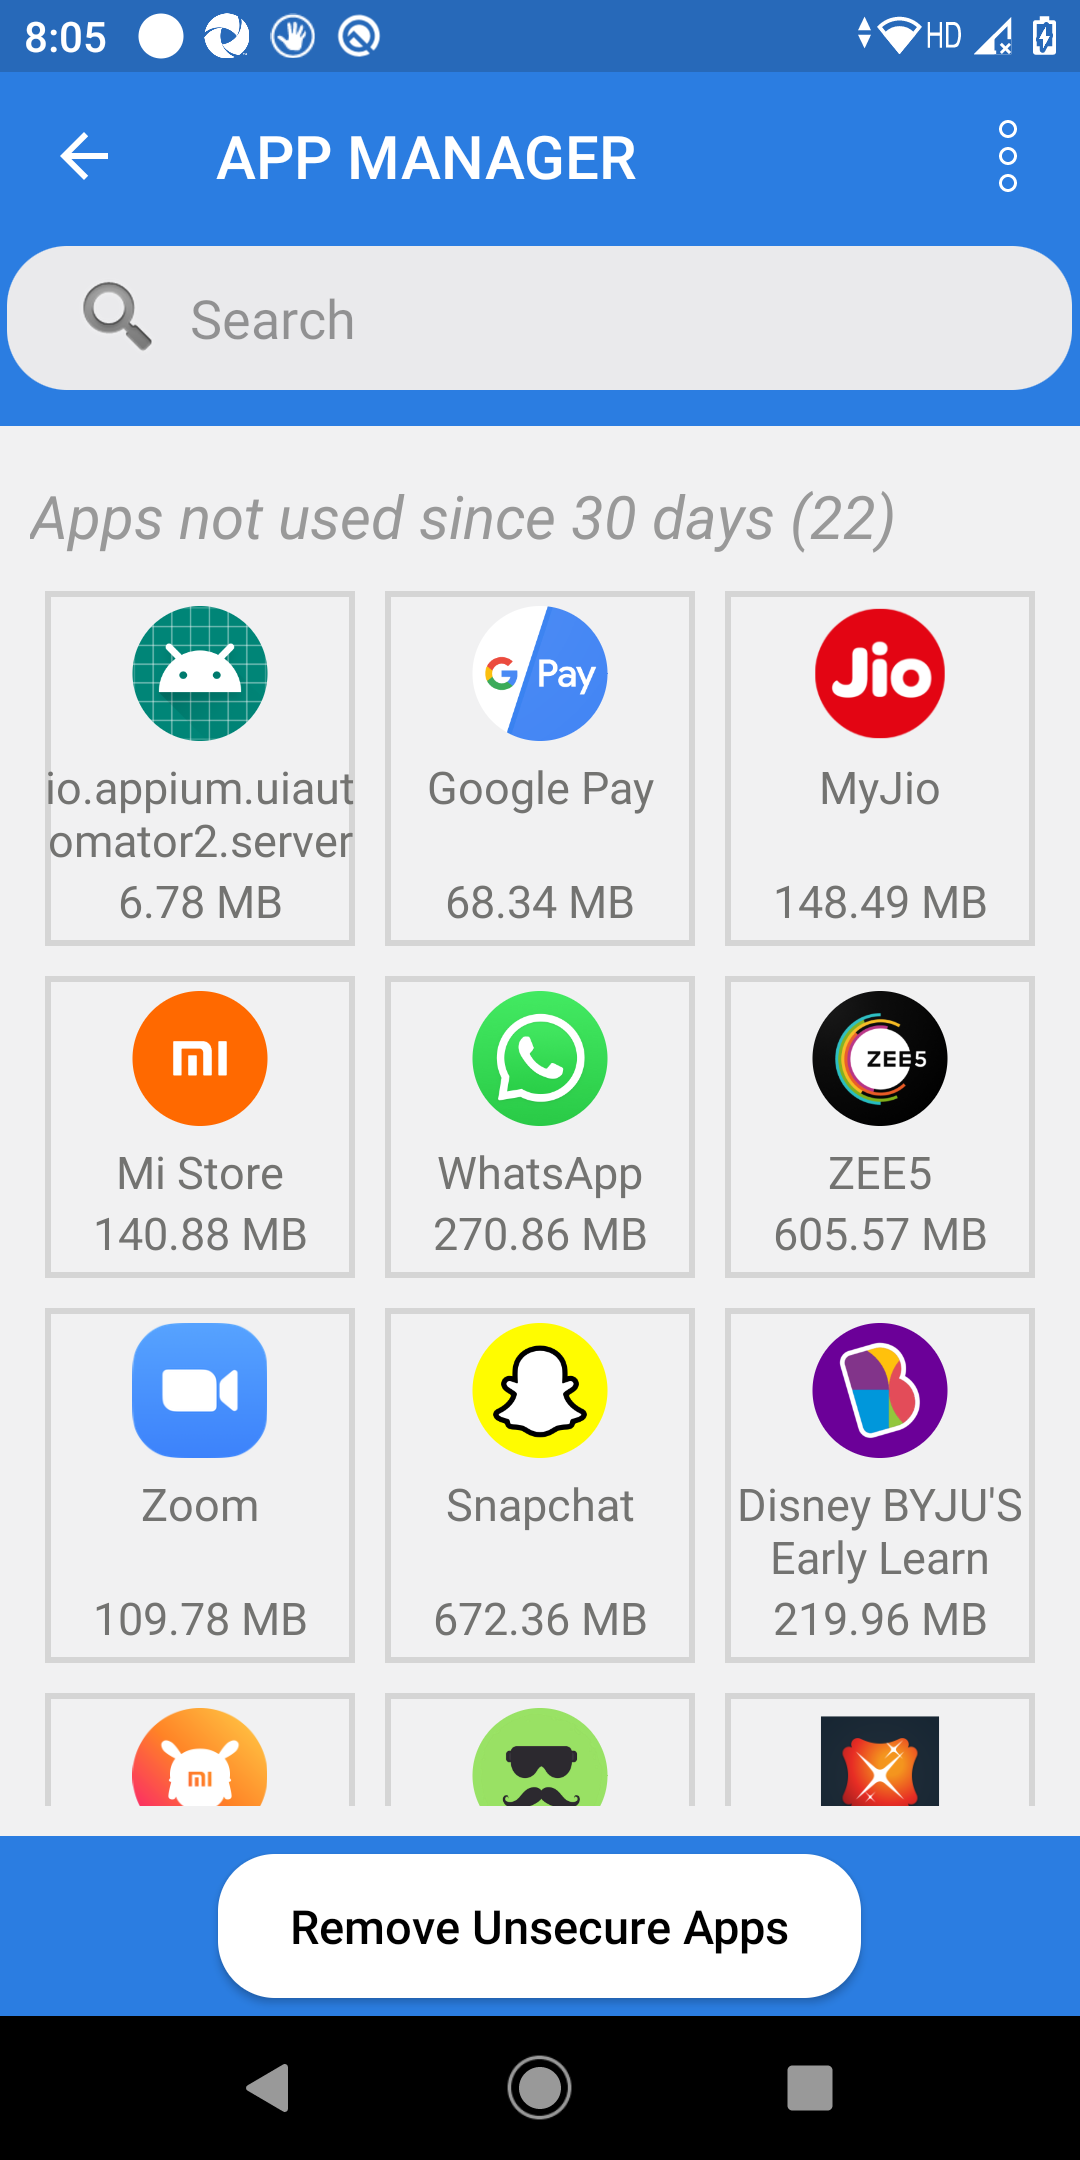 8:05
HD
APP MANAGER
Search
Apps not used since 30 days (22)
G Pay
Jio
io.appium.uiaut
omator2.server
6.78 MB
Google Pay
68.34 MB
MyJio
148.49 MB
mi
ZEE5
Mi Store
140.88 MB
WhatsApp
270.86 MB
ZEE5
605.57 MB
Zoom
109.78 MB
Snapchat
672.36 MB
Disney BYJU'S
Early Learn
219.96 MB
mi
Remove Unsecure Apps